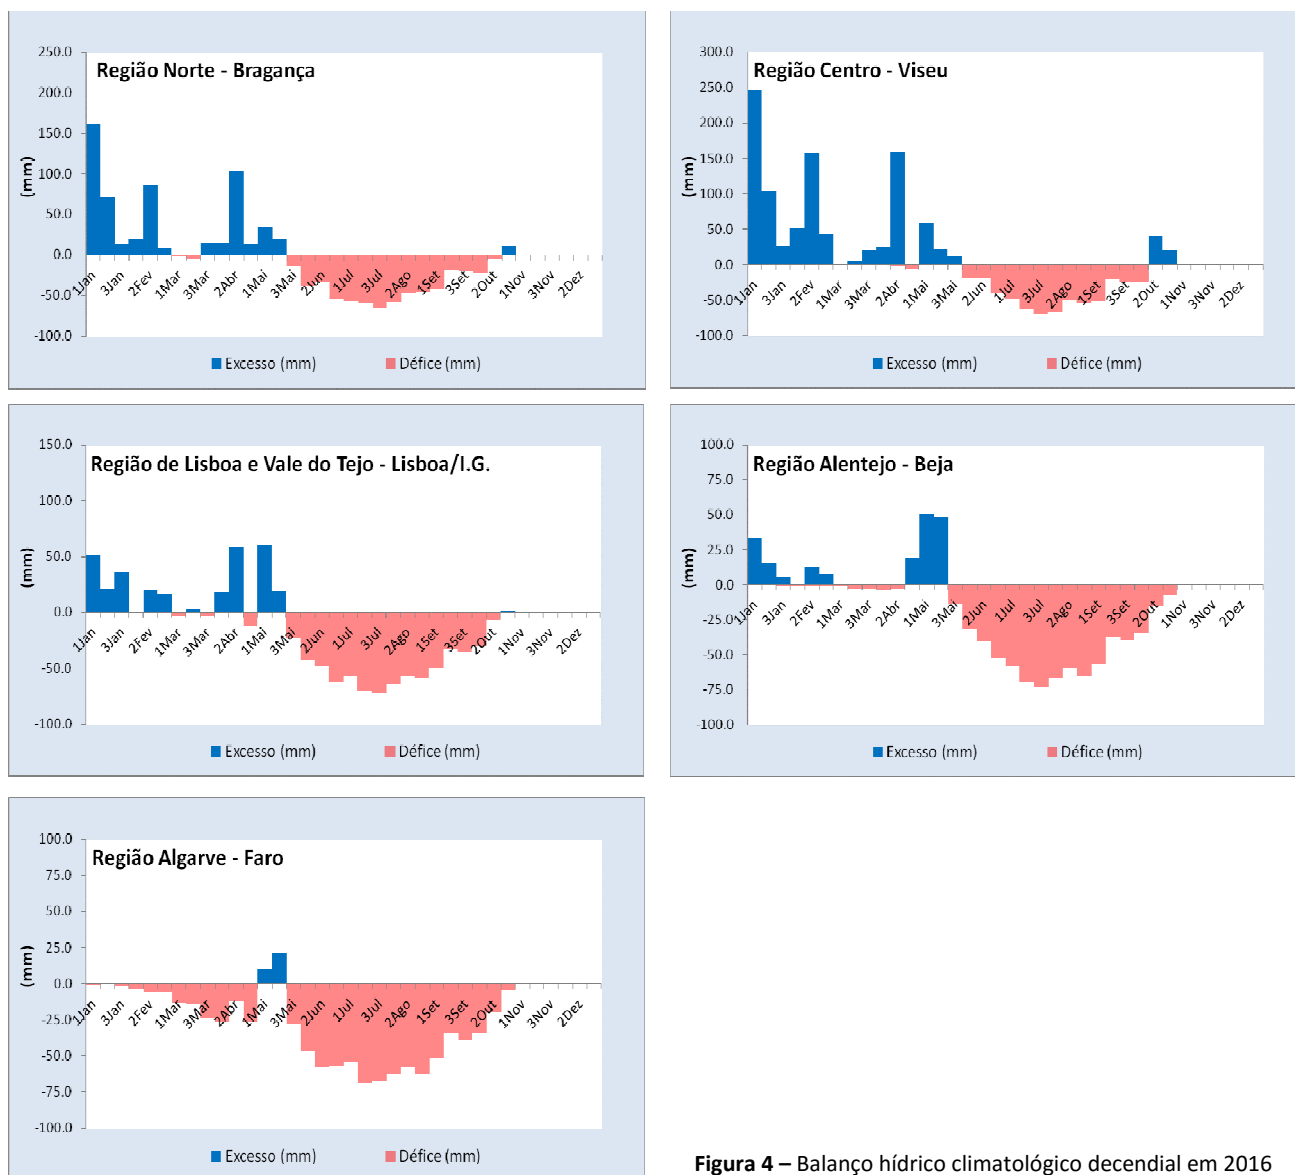 Região Norte - Bragança
250.0
200.0
150.0
100.0
50.0
0.0
-50.0
-100.0
(mm)
1Jan 3Jan 2Fev 1Mar 3Mar 2Abr 1Mai 3Mai 2Jun 1Jul 3Jul 2Ago 1Set 3Set 2Out 1Nov 3Nov 2Dez
Excesso (mm) Défice (mm)
Região Centro - Viseu
300.0
250.0
200.0
150.0
100.0
50.0
0.0
-50.0
-100.0
(mm)
1Jan 3Jan 2Fev 1Mar 3Mar 2Abr 1Mai 3Mai 2Jun 1Jul 3Jul 2Ago 1Set 3Set 2Out 1Nov 3Nov 2Dez
Excesso (mm) Défice (mm)
Região de Lisboa e Vale do Tejo - Lisboa/I.G.
150.0
100.0
50.0
0.0
-50.0
-100.0
(mm)
1Jan 3Jan 2Fev 1Mar 3Mar 2Abr 1Mai 3Mai 2Jun 1Jul 3Jul 2Ago 1Set 3Set 2Out 1Nov 3Nov 2Dez
Excesso (mm) Défice (mm)
Região Alentejo - Beja
100.0
75.0
50.0
25.0
0.0
-25.0
-50.0
-75.0
-100.0
(mm)
1Jan 3Jan 2Fev 1Mar 3Mar 2Abr 1Mai 3Mai 2Jun 1Jul 3Jul 2Ago 1Set 3Set 2Out 1Nov 3Nov 2Dez
Excesso (mm) Défice (mm)
Região Algarve - Faro
100.0
75.0
50.0
25.0
0.0
-25.0
-50.0
-75.0
-100.0
(mm)
1Jan 3Jan 2Fev 1Mar 3Mar 2Abr 1Mai 3Mai 2Jun 1Jul 3Jul 2Ago 1Set 3Set 2Out 1Nov 3Nov 2Dez
Excesso (mm) Défice (mm)
Figura 4 – Balanço hídrico climatológico decendial em 2016